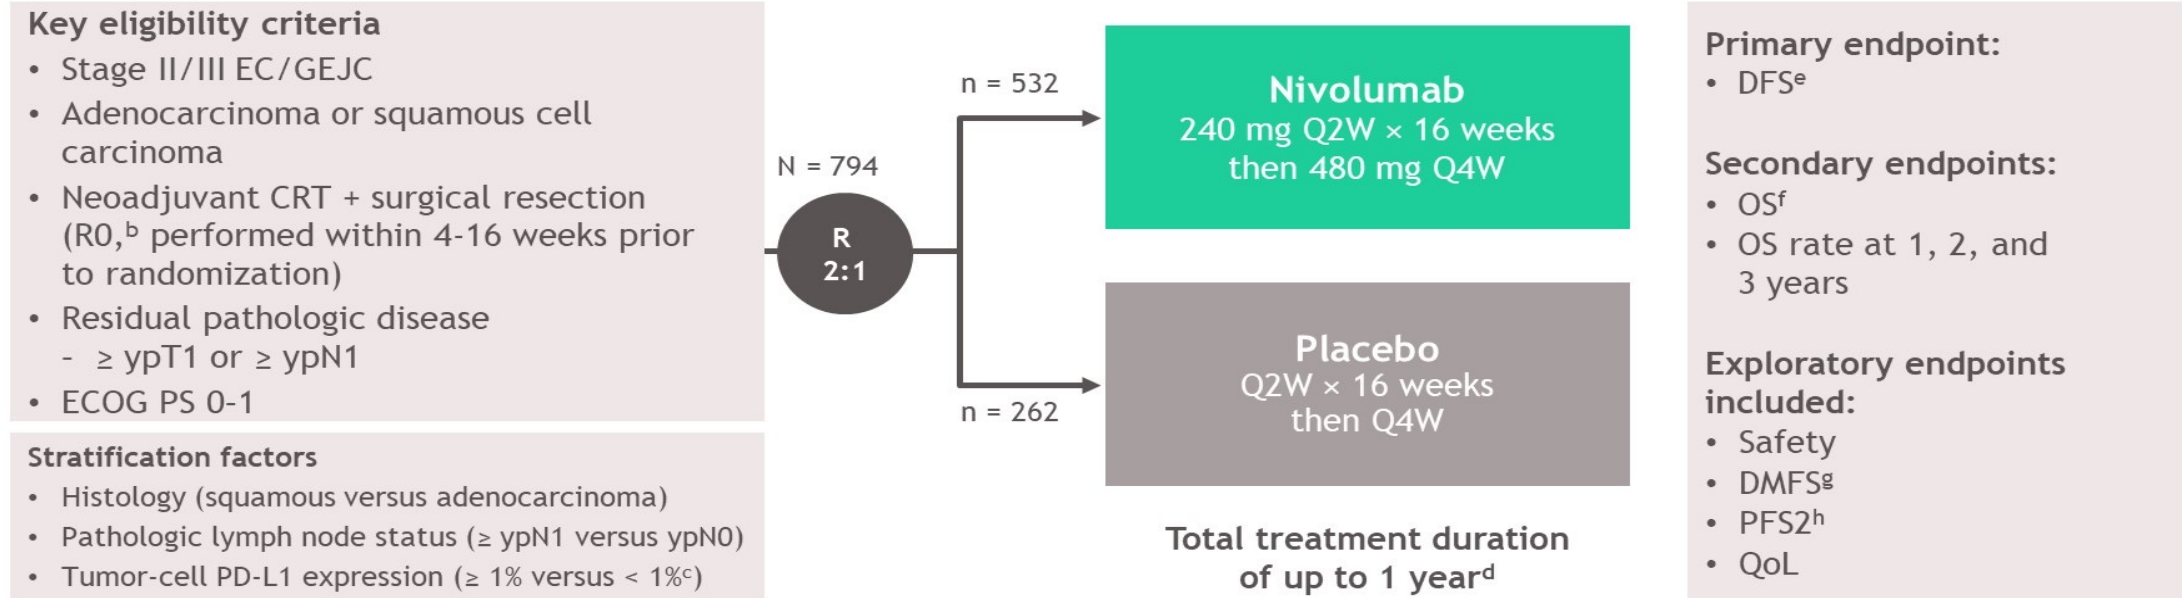 Key eligibility criteria
• Stage II/III EC/GEJC
• Adenocarcinoma or squamous cell
carcinoma
• Neoadjuvant CRT + surgical resection
(R0,ᵇ performed within 4-16 weeks prior
to randomization)
• Residual pathologic disease
- ≥ ypT1 or ≥ ypN1
• ECOG PS 0–1
Stratification factors
• Histology (squamous versus adenocarcinoma)
• Pathologic lymph node status (≥ ypN1 versus ypN0)
• Tumor-cell PD-L1 expression (≥ 1% versus < 1%ᶜ)
N = 794
R
2:1
n = 532
n = 262
Nivolumab
240 mg Q2W × 16 weeks
then 480 mg Q4W
Placebo
Q2W × 16 weeks
then Q4W
Total treatment duration
of up to 1 yearᵈ
Primary endpoint:
• DFSᵉ
Secondary endpoints:
• OSᶠ
• OS rate at 1, 2, and
3 years
Exploratory endpoints
included:
• Safety
• DMFSᵍ
• PFS2ʰ
• QoL